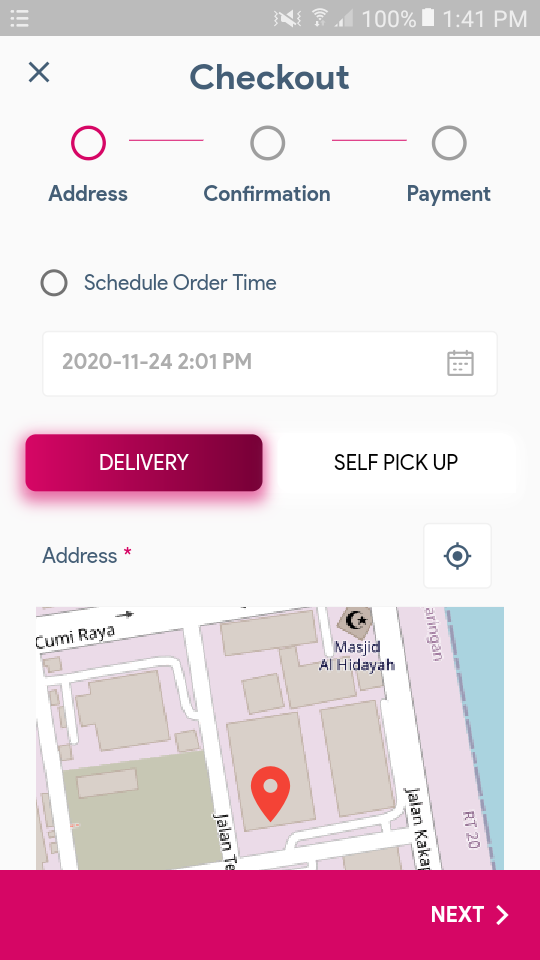 100% 1:41 PM
Checkout
Address Confirmation Payment
Schedule Order Time
2020-11-24 2:01 PM
DELIVERY SELF PICK UP
Address *
Cumi Raya
Masjid
Al Hidayah
aringan
Jalan Te
Jalan Kakap
RT 20
NEXT